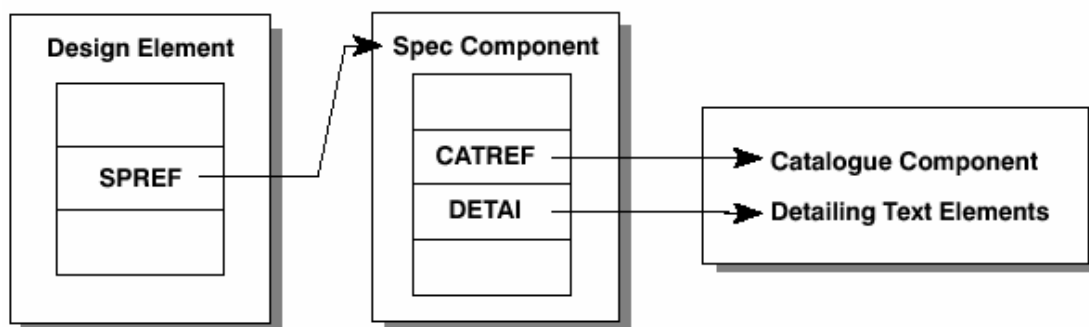 Design Element
SPREF
Spec Component
CATREF
DETAI
Catalogue Component
Detailing Text Elements